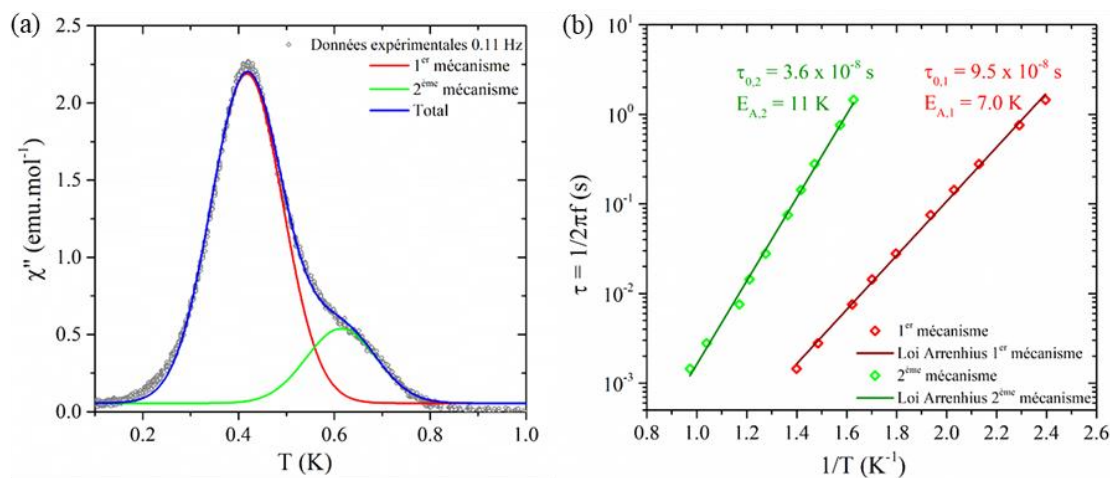 (a)
2.5
2.0
1.5
1.0
0.5
0.0
χ'' (emu.mol⁻¹)
Données expérimentales 0.11 Hz
1er mécanisme
2ème mécanisme
Total
0.2 0.4 0.6 0.8 1.0
T (K)
(b)
10¹
10⁰
10⁻¹
10⁻²
10⁻³
τ = 1/2πf (s)
τ0,2 = 3.6 x 10⁻⁸ s
EA,2 = 11 K
τ0,1 = 9.5 x 10⁻⁸ s
EA,1 = 7.0 K
1er mécanisme
Loi Arrenhius 1er mécanisme
2ème mécanisme
Loi Arrenhius 2ème mécanisme
0.8 1.0 1.2 1.4 1.6 1.8 2.0 2.2 2.4 2.6
1/T (K⁻¹)